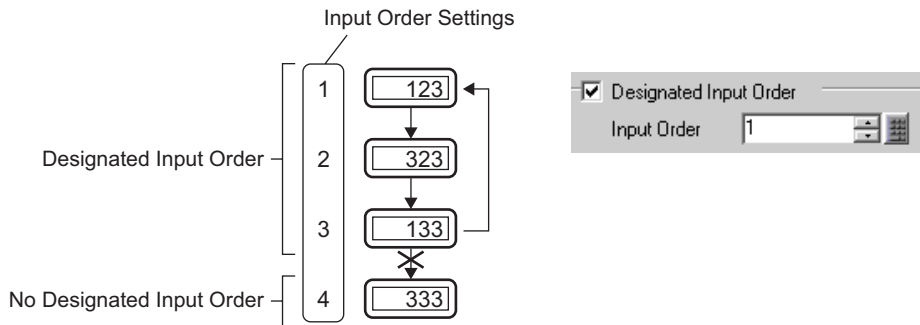 Input Order Settings
Designated Input Order
1
123
2
323
3
133
No Designated Input Order
4
333
Designated Input Order
Input Order
1